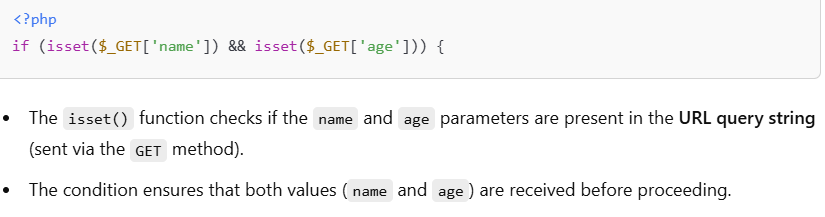 <?php
if (isset($_GET['name']) && isset($_GET['age'])) {
• The isset() function checks if the name and age parameters are present in the URL query string
(sent via the GET method).
• The condition ensures that both values ( name and age ) are received before proceeding.